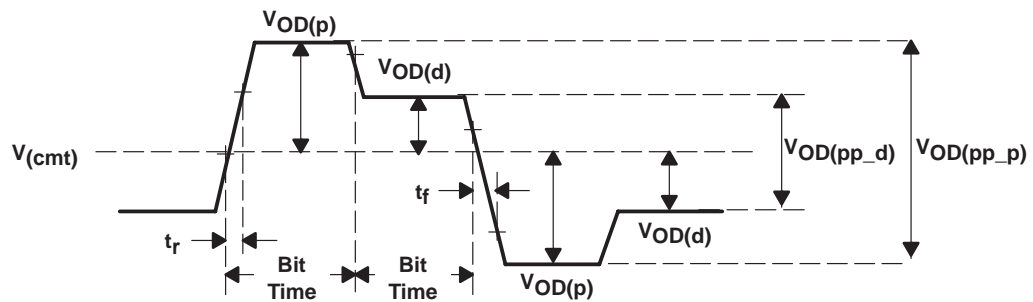 VOD(p)
VOD(d)
V(cmt)
VOD(pp_d)
VOD(pp_p)
tf
VOD(d)
tr
Bit
Time
Bit
Time
VOD(p)